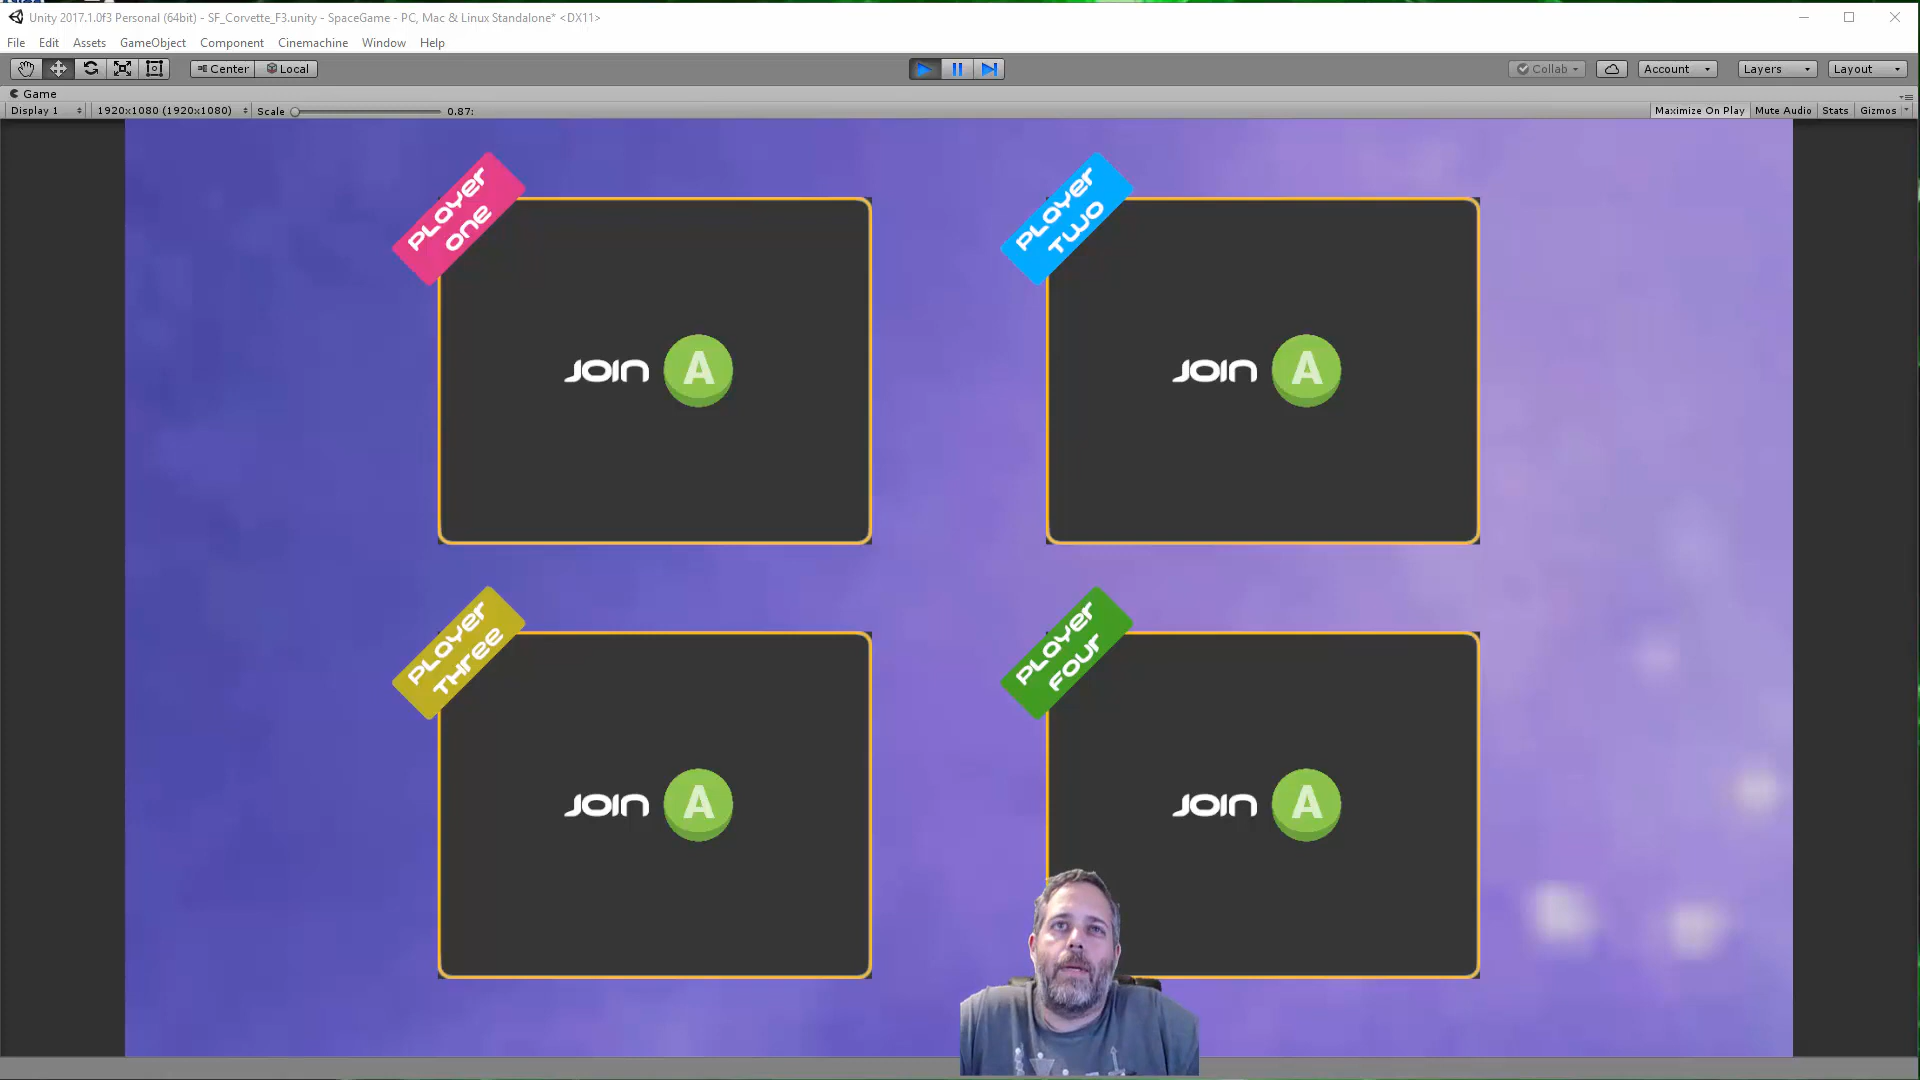 Unity 2017.1.0f3 Personal (64bit) - SF_Corvette_F3.unity - SpaceGame - PC, Mac & Linux Standalone* <DX11>
File Edit Assets GameObject Component Cinemachine Window Help
Center Local Collab Account Layers Layout
Game
Display 1 1920x1080 (1920x1080) Scale 0.87: Maximize On Play Mute Audio Stats Gizmos
PLAYER
ONE
JOIN A
PLAYER
TWO
JOIN A
PLAYER
THREE
JOIN A
PLAYER
FOUR
JOIN A